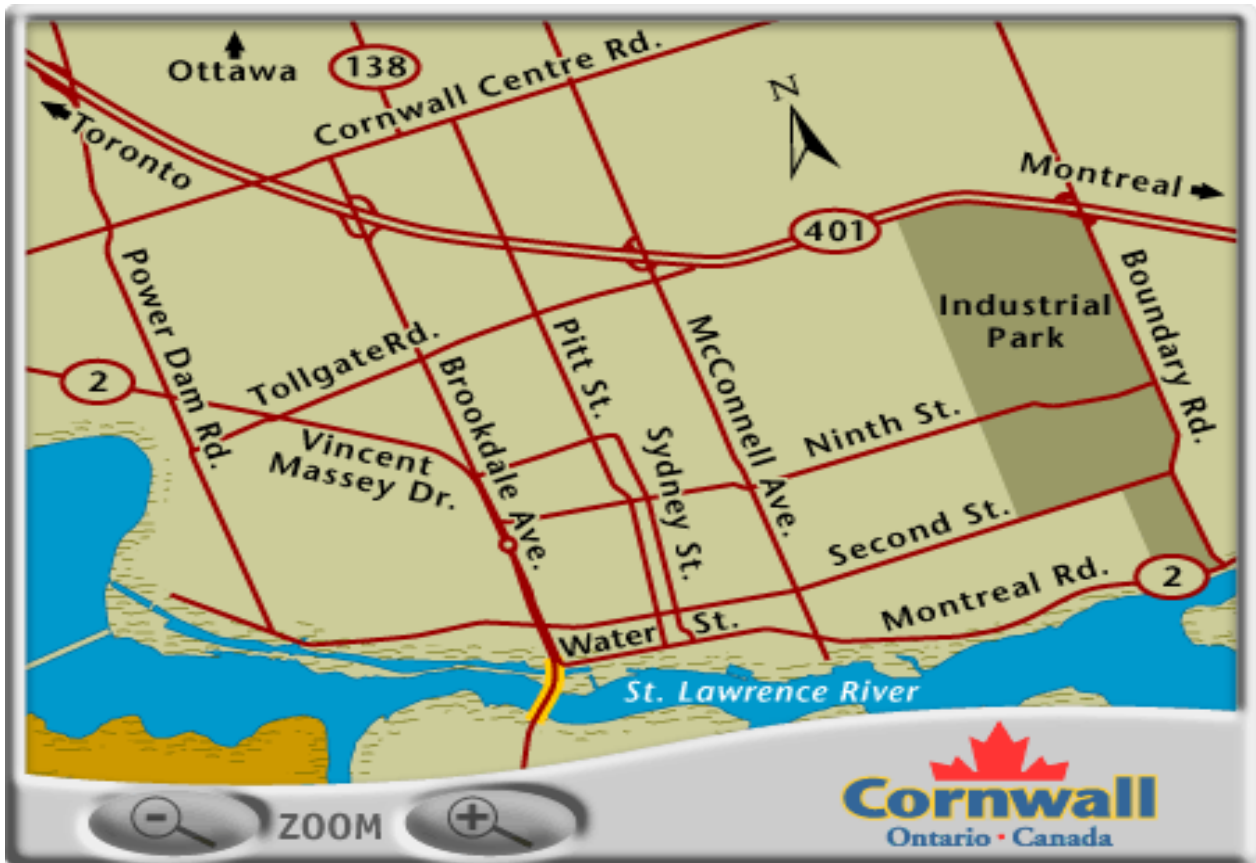 Ottawa
138
Cornwall Centre Rd.
N
Toronto
Montreal
401
Power Dam Rd.
Industrial
Park
Boundary Rd.
2
TollgateRd.
Brookdale Ave.
Pitt St.
McConnell Ave.
Vincent
Massey Dr.
Sydney St.
Ninth St.
Second St.
Montreal Rd.
2
Water St.
St. Lawrence River
ZOOM
Cornwall
Ontario • Canada